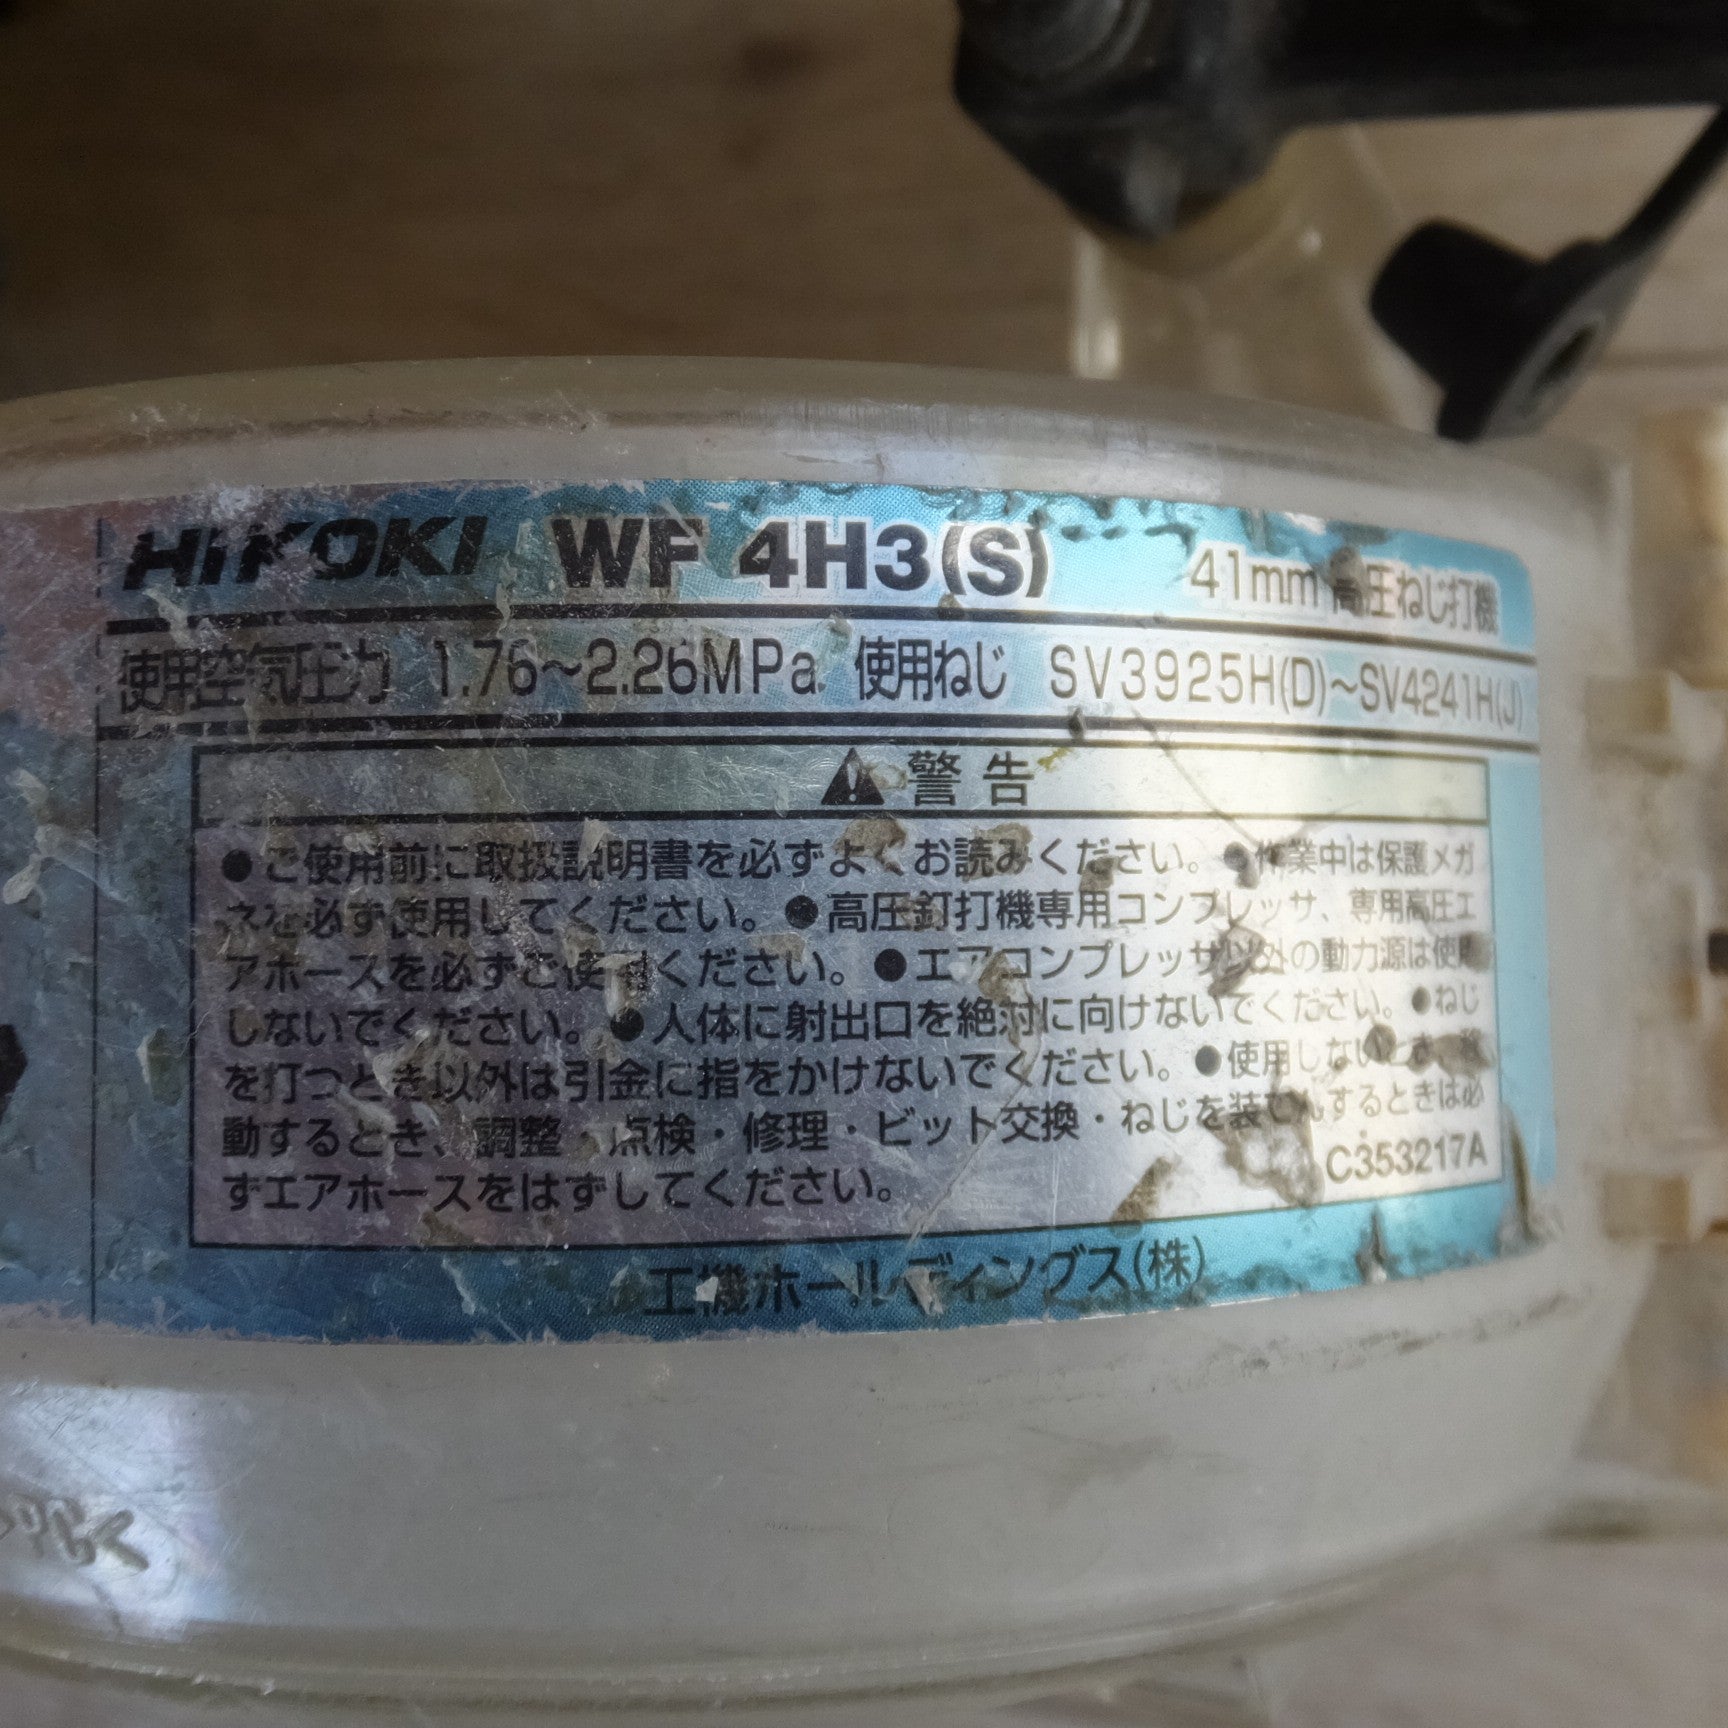 HiKOKI WF 4H3(S) 41mm 高圧ねじ打機
使用空気圧力 1.76～2.26MPa 使用ねじ SV3925H(D)～SV4241H(J)
警告
●ご使用前に取扱説明書を必ずよくお読みください。●作業中は保護メガ
ネを必ず使用してください。●高圧釘打機専用コンプレッサ、専用高圧エ
アホースを必ずご使用ください。●エアコンプレッサ以外の動力源は使用
しないでください。●人体に射出口を絶対に向けないでください。●ねじ
を打つとき以外は引金に指をかけないでください。●使用しないとき、移
動するとき、調整・点検・修理・ビット交換・ねじを装てんするときは必
ずエアホースをはずしてください。
C353217A
工機ホールディングス(株)